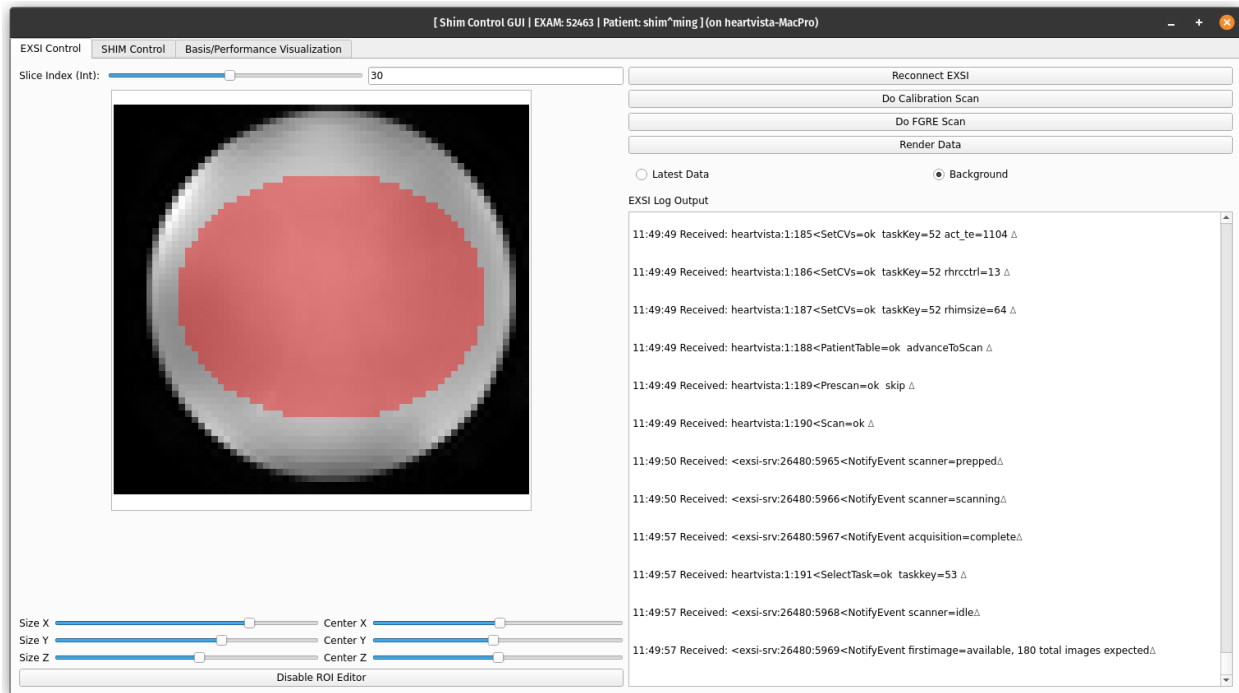 [ Shim Control GUI | EXAM: 52463 | Patient: shim^ming ] (on heartvista-MacPro)
EXSI Control SHIM Control Basis/Performance Visualization
Slice Index (Int): 30
Reconnect EXSI
Do Calibration Scan
Do FGRE Scan
Render Data
Latest Data Background
EXSI Log Output
11:49:49 Received: heartvista:1:185<SetCVs=ok  taskKey=52 act_te=1104 Δ
11:49:49 Received: heartvista:1:186<SetCVs=ok  taskKey=52 rhrcctrl=13 Δ
11:49:49 Received: heartvista:1:187<SetCVs=ok  taskKey=52 rhimsize=64 Δ
11:49:49 Received: heartvista:1:188<PatientTable=ok  advanceToScan Δ
11:49:49 Received: heartvista:1:189<Prescan=ok  skip Δ
11:49:49 Received: heartvista:1:190<Scan=ok Δ
11:49:50 Received: <exsi-srv:26480:5965<NotifyEvent scanner=preppedΔ
11:49:50 Received: <exsi-srv:26480:5966<NotifyEvent scanner=scanningΔ
11:49:57 Received: <exsi-srv:26480:5967<NotifyEvent acquisition=completeΔ
11:49:57 Received: heartvista:1:191<SelectTask=ok  taskkey=53 Δ
11:49:57 Received: <exsi-srv:26480:5968<NotifyEvent scanner=idleΔ
11:49:57 Received: <exsi-srv:26480:5969<NotifyEvent firstimage=available, 180 total images expectedΔ
Size X Center X
Size Y Center Y
Size Z Center Z
Disable ROI Editor